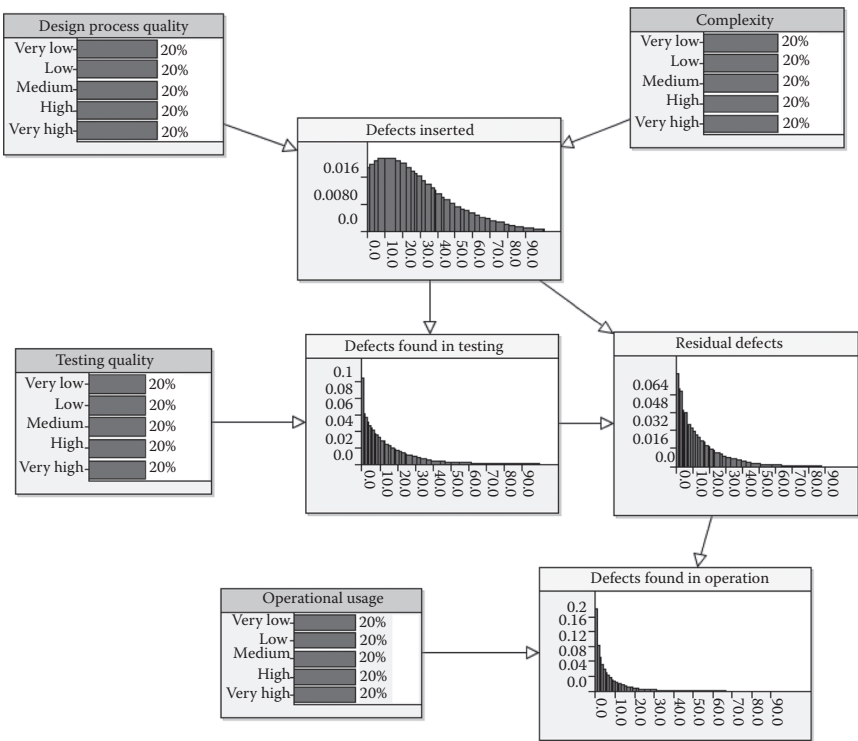 Design process quality
Very low 20%
Low 20%
Medium 20%
High 20%
Very high 20%
Complexity
Very low 20%
Low 20%
Medium 20%
High 20%
Very high 20%
Defects inserted
0.016
0.0080
0.0
0.0 10.0 20.0 30.0 40.0 50.0 60.0 70.0 80.0 90.0
Testing quality
Very low 20%
Low 20%
Medium 20%
High 20%
Very high 20%
Defects found in testing
0.1
0.08
0.06
0.04
0.02
0.0
0.0 10.0 20.0 30.0 40.0 50.0 60.0 70.0 80.0 90.0
Residual defects
0.064
0.048
0.032
0.016
0.0
0.0 10.0 20.0 30.0 40.0 50.0 60.0 70.0 80.0 90.0
Operational usage
Very low 20%
Low 20%
Medium 20%
High 20%
Very high 20%
Defects found in operation
0.2
0.16
0.12
0.08
0.04
0.0
0.0 10.0 20.0 30.0 40.0 50.0 60.0 70.0 80.0 90.0